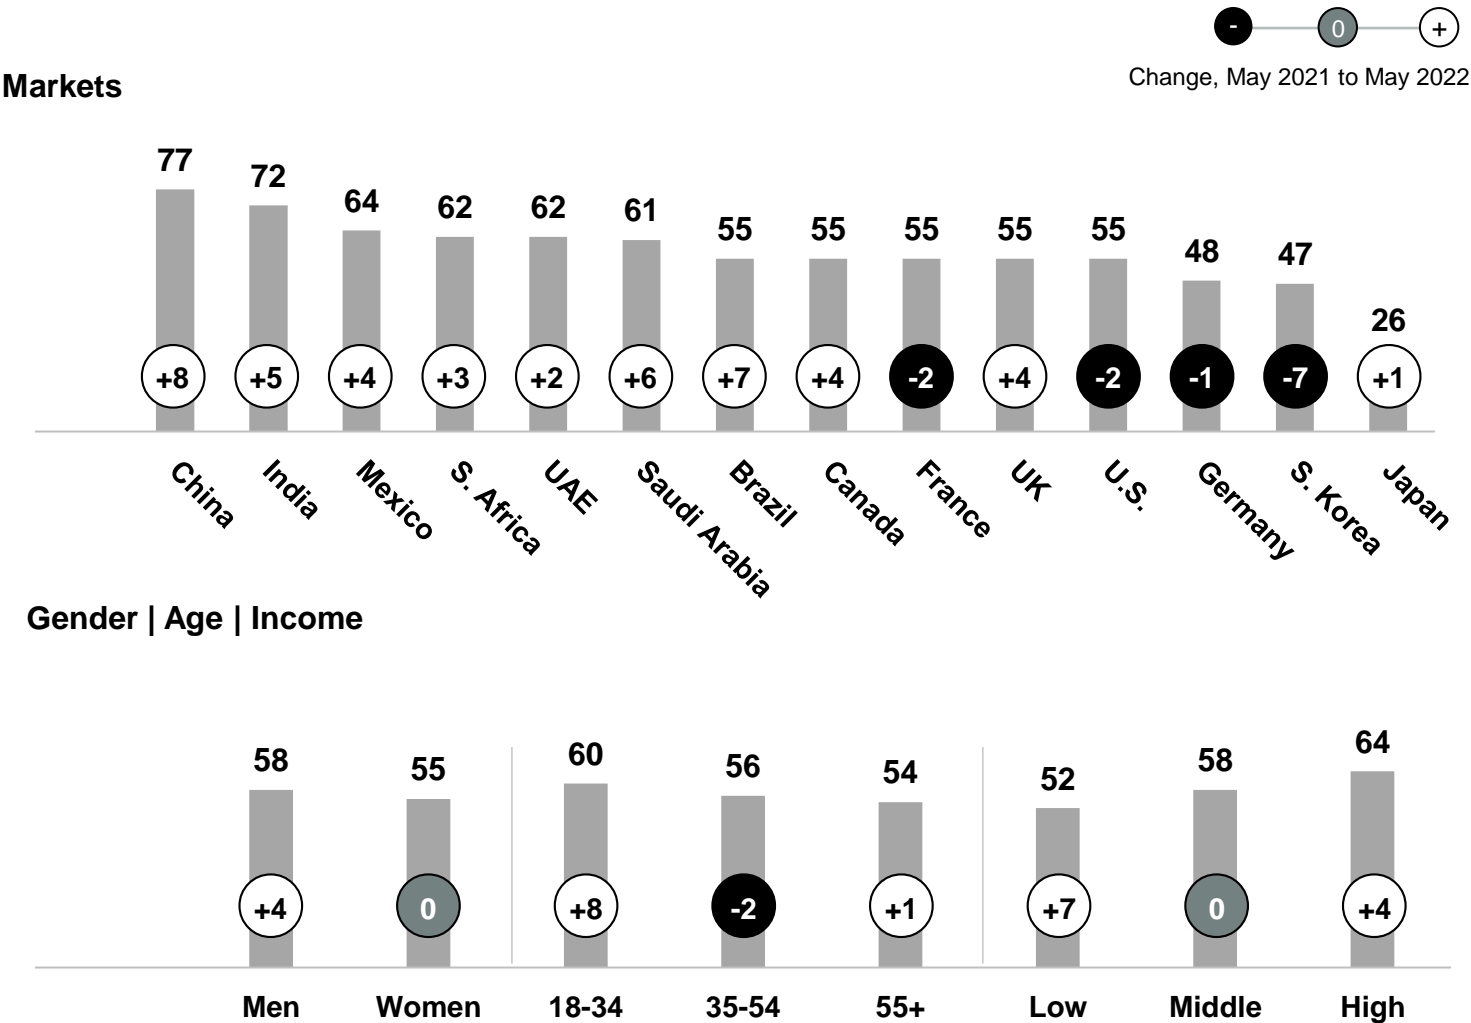 - 0 +
Change, May 2021 to May 2022
Markets
77 72 64 62 62 61 55 55 55 55 55 48 47 26
+8 +5 +4 +3 +2 +6 +7 +4 -2 +4 -2 -1 -7 +1
China India Mexico S. Africa UAE Saudi Arabia Brazil Canada France UK U.S. Germany S. Korea Japan
Gender | Age | Income
58 55 60 56 54 52 58 64
+4 0 +8 -2 +1 +7 0 +4
Men Women 18-34 35-54 55+ Low Middle High